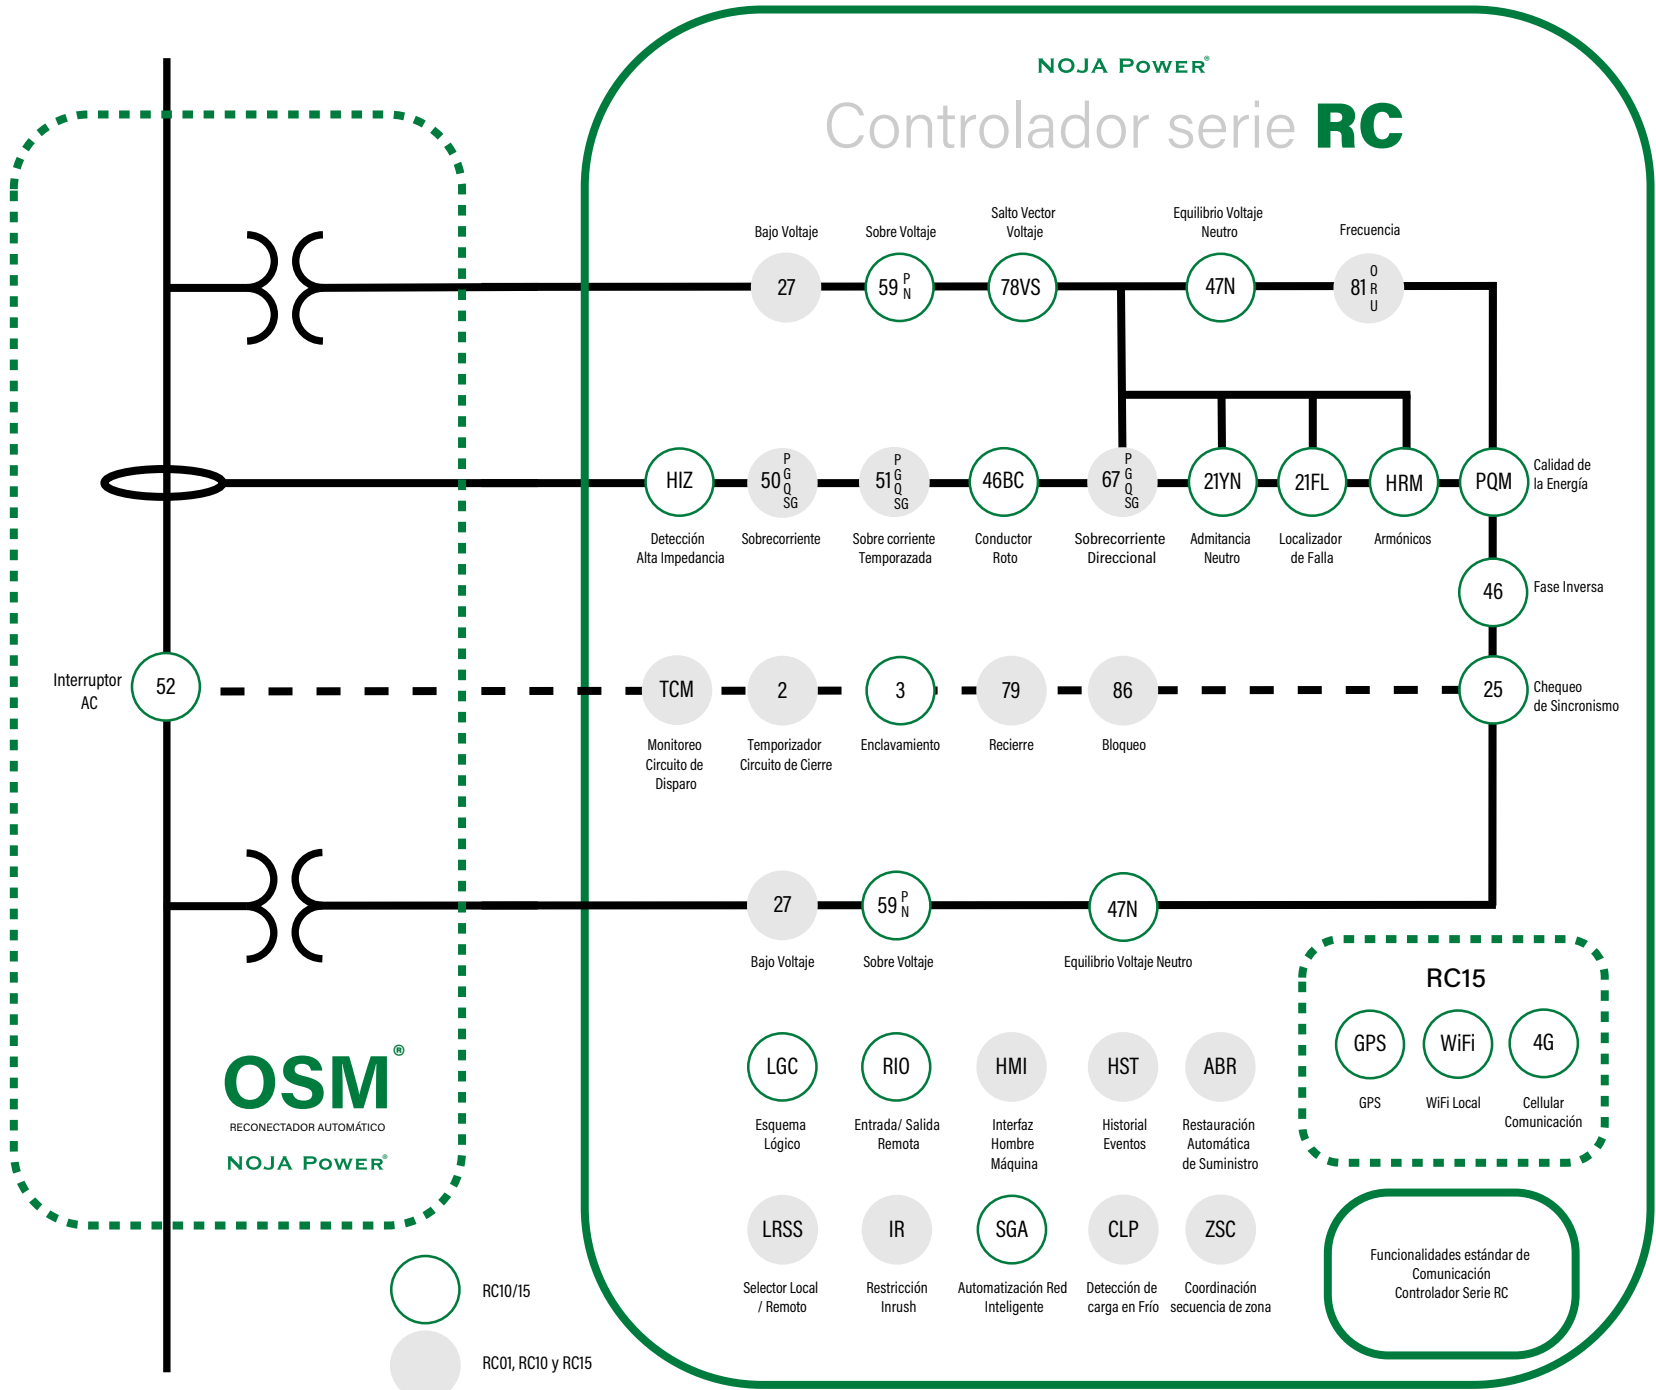 NOJA POWER®
Controlador serie RC
Bajo Voltaje
Sobre Voltaje
Salto Vector
Voltaje
Equilibrio Voltaje
Neutro
Frecuencia
27
59 P N
78VS
47N
81 O R U
HIZ
50 P G Q SG
51 P G Q SG
46BC
67 P G Q SG
21YN
21FL
HRM
PQM
Calidad de
la Energía
Detección
Alta Impedancia
Sobrecorriente
Sobre corriente
Temporazada
Conductor
Roto
Sobrecorriente
Direccional
Admitancia
Neutro
Localizador
de Falla
Armónicos
46
Fase Inversa
Interruptor
AC
52
TCM
2
3
79
86
25
Chequeo
de Sincronismo
Monitoreo
Circuito de
Disparo
Temporizador
Circuito de Cierre
Enclavamiento
Recierre
Bloqueo
27
59 P N
47N
Bajo Voltaje
Sobre Voltaje
Equilibrio Voltaje Neutro
RC15
GPS
WiFi
4G
GPS
WiFi Local
Cellular
Comunicación
OSM®
RECONECTADOR AUTOMÁTICO
NOJA POWER®
LGC
RIO
HMI
HST
ABR
Esquema
Lógico
Entrada/ Salida
Remota
Interfaz
Hombre
Máquina
Historial
Eventos
Restauración
Automática
de Suministro
LRSS
IR
SGA
CLP
ZSC
Selector Local
/ Remoto
Restricción
Inrush
Automatización Red
Inteligente
Detección de
carga en Frío
Coordinación
secuencia de zona
Funcionalidades estándar de
Comunicación
Controlador Serie RC
RC10/15
RC01, RC10 y RC15